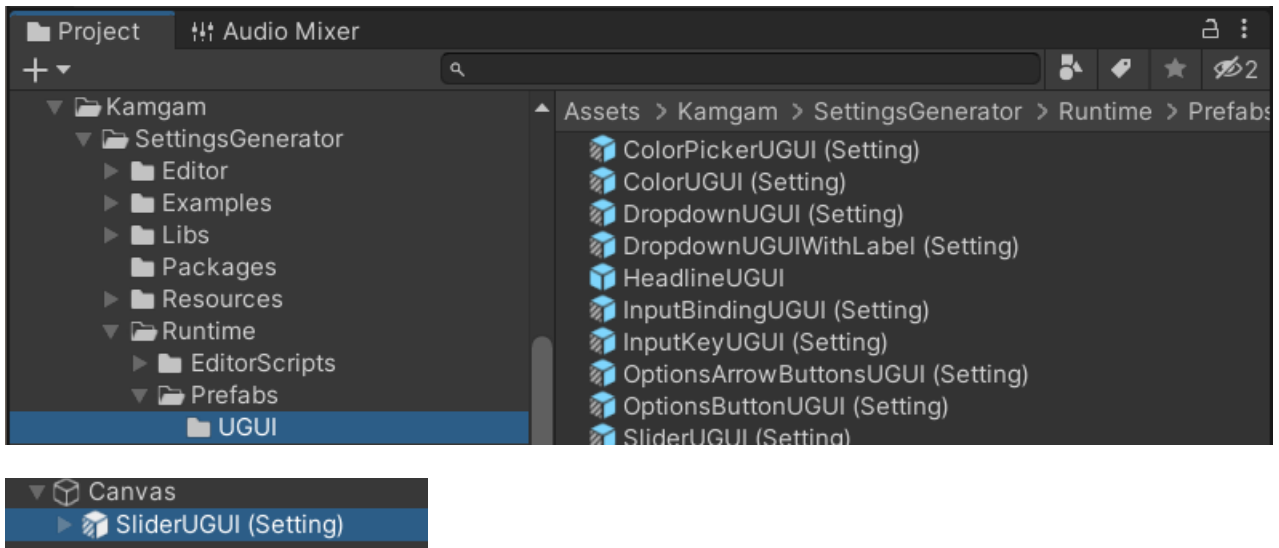 Project
Audio Mixer
2
Kamgam
SettingsGenerator
Editor
Examples
Libs
Packages
Resources
Runtime
EditorScripts
Prefabs
UGUI
Assets > Kamgam > SettingsGenerator > Runtime > Prefabs
ColorPickerUGUI (Setting)
ColorUGUI (Setting)
DropdownUGUI (Setting)
DropdownUGUIWithLabel (Setting)
HeadlineUGUI
InputBindingUGUI (Setting)
InputKeyUGUI (Setting)
OptionsArrowButtonsUGUI (Setting)
OptionsButtonUGUI (Setting)
SliderUGUI (Setting)
Canvas
SliderUGUI (Setting)